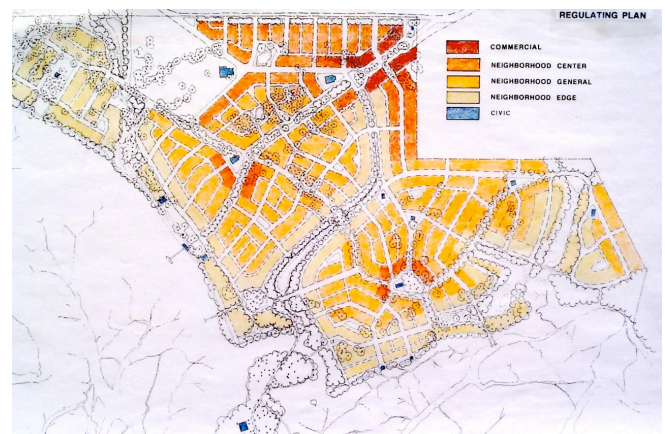 REGULATING PLAN
COMMERCIAL
NEIGHBORHOOD CENTER
NEIGHBORHOOD GENERAL
NEIGHBORHOOD EDGE
CIVIC